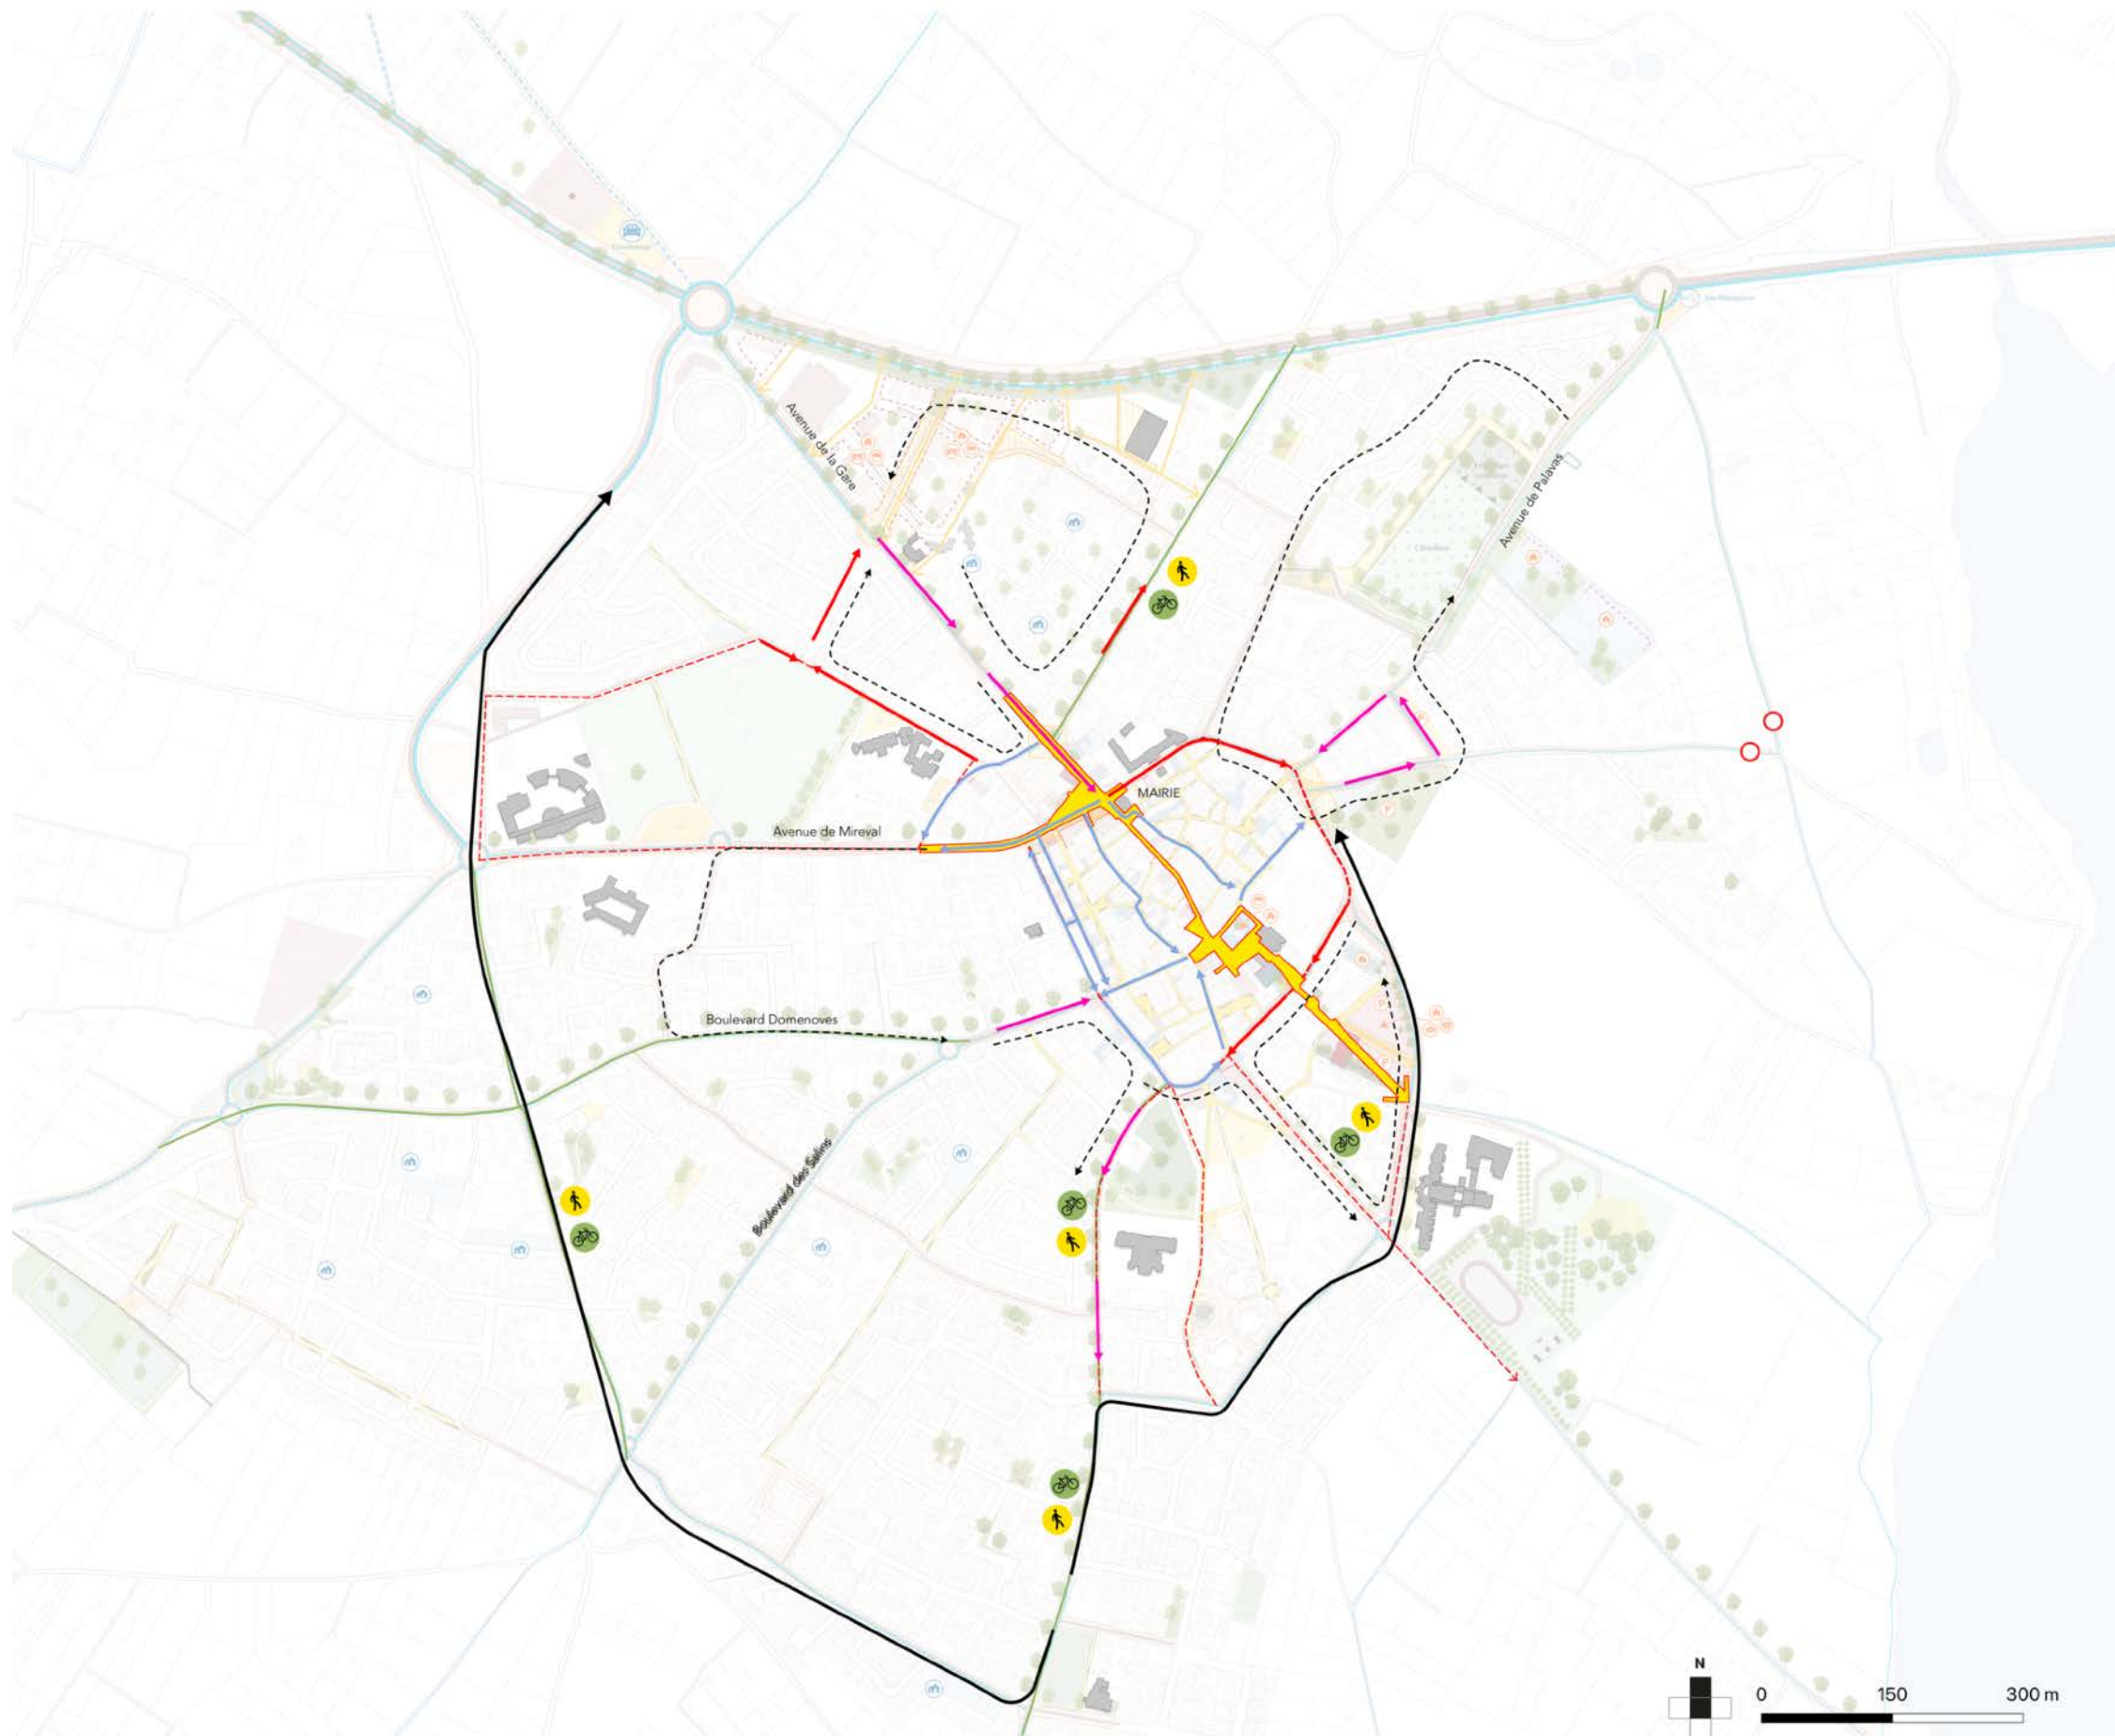 Avenue de la Gare
Avenue de Palavas
Cimetière
MAIRIE
Avenue de Mireval
Boulevard Domenoves
Boulevard des Salins
P
P
N
0 150 300 m